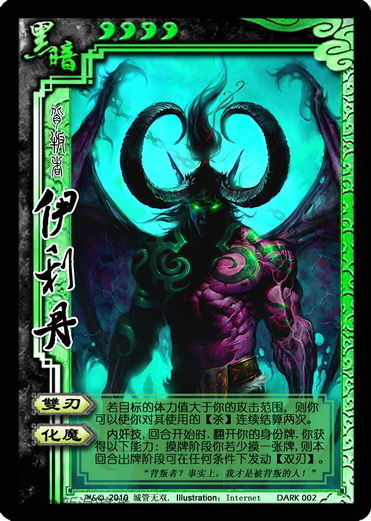 黑暗
背叛者
伊利丹
雙刃
若目标的体力值大于你的攻击范围，则你
可以使你对其使用的【杀】连续结算两次。
化魔
内奸技，回合开始时.翻开你的身份牌.你获
得以下能力：摸牌阶段你若少摸一张牌，则本
回合出牌阶段可在任何条件下发动【双刃】。
“背叛者？事实上，我才是被背叛的人！”
™&© 2010 城管无双. Illustration: Internet DARK 002